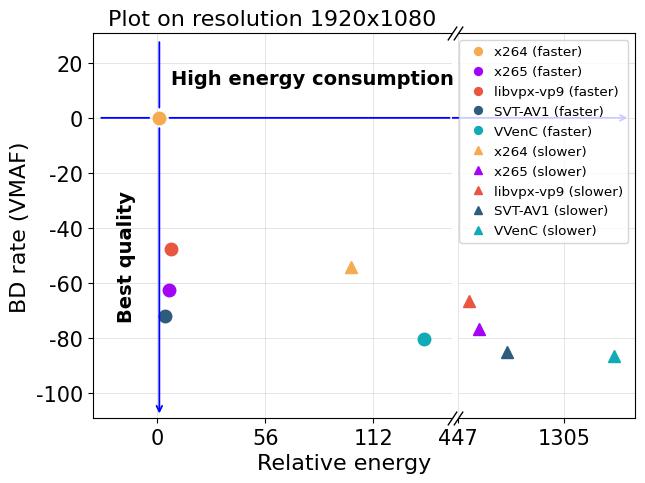 Plot on resolution 1920x1080
High energy consumption
x264 (faster)
x265 (faster)
libvpx-vp9 (faster)
SVT-AV1 (faster)
VVenC (faster)
x264 (slower)
x265 (slower)
libvpx-vp9 (slower)
SVT-AV1 (slower)
VVenC (slower)
BD rate (VMAF)
Best quality
20
0
-20
-40
-60
-80
-100
0 56 112 447 1305
Relative energy